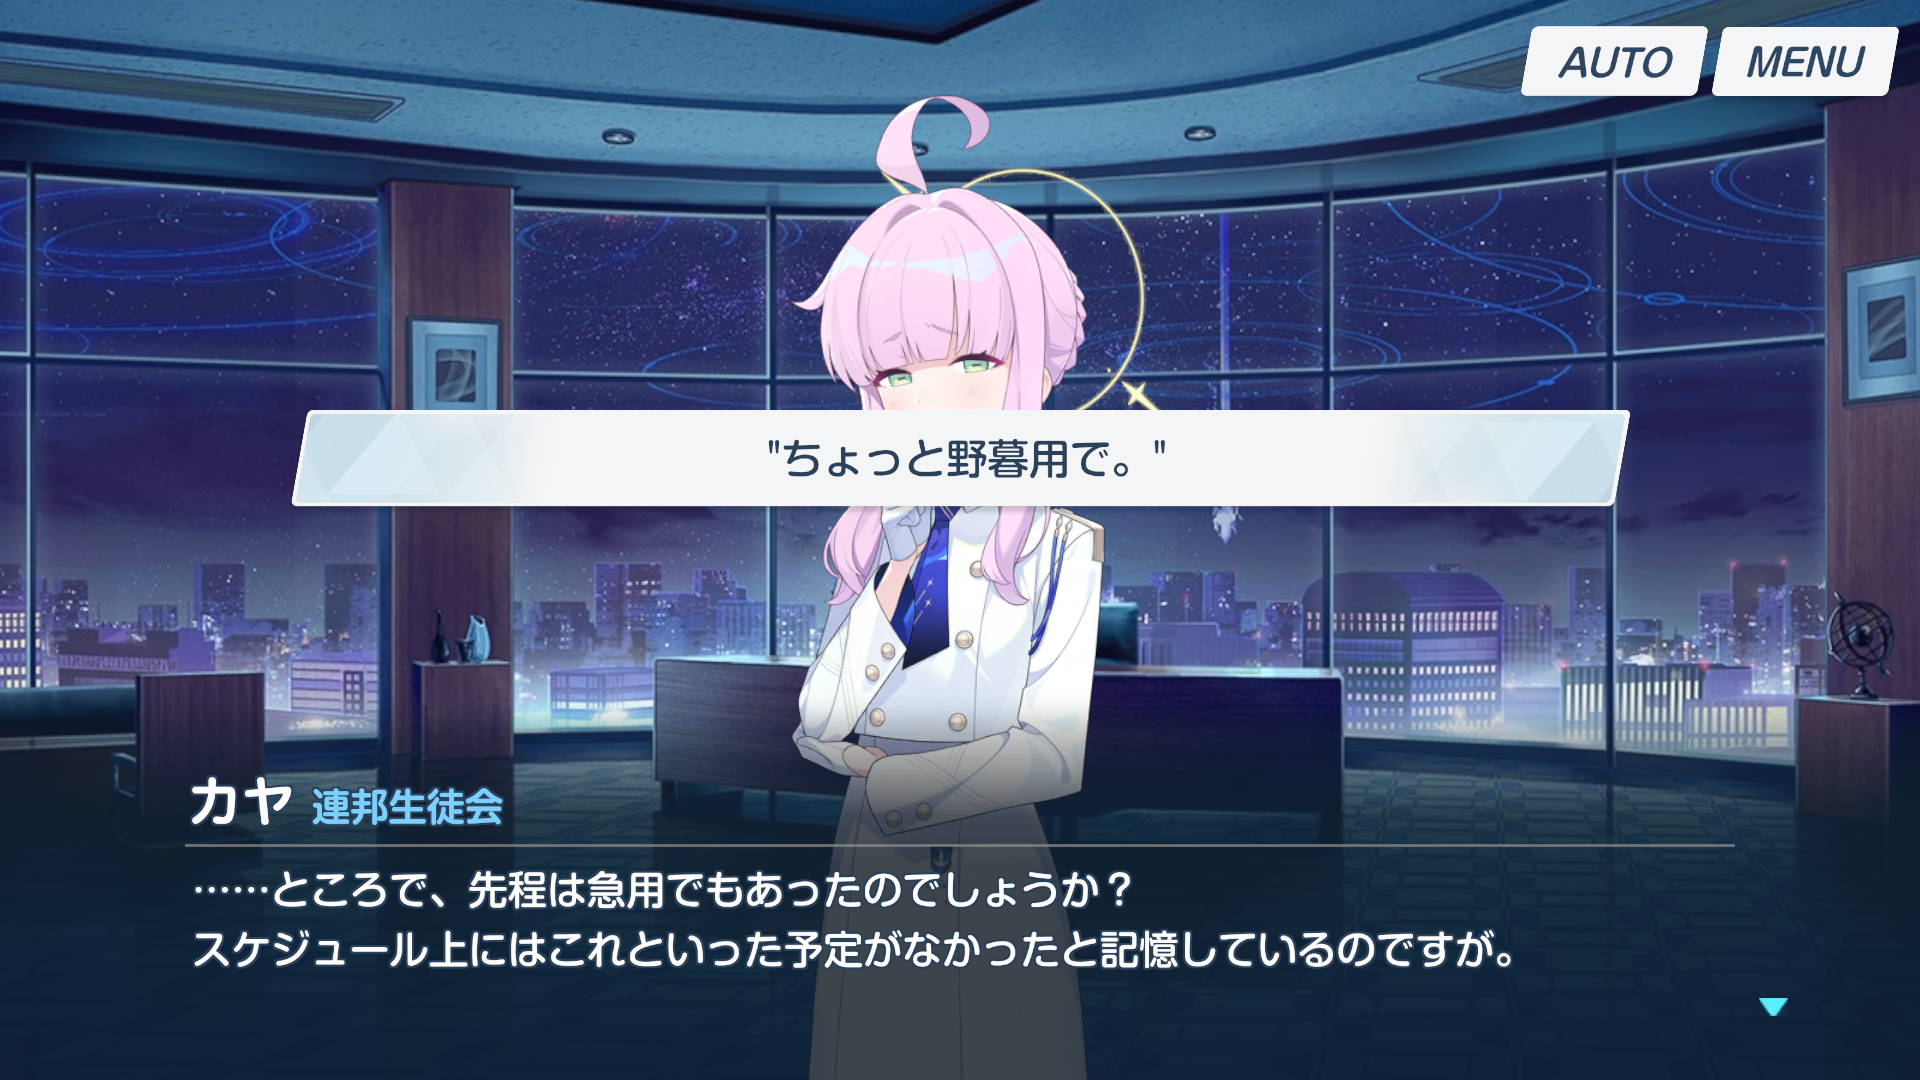 AUTO
MENU
"ちょっと野暮用で。"
カヤ 連邦生徒会
……ところで、先程は急用でもあったのでしょうか？
スケジュール上にはこれといった予定がなかったと記憶しているのですが。